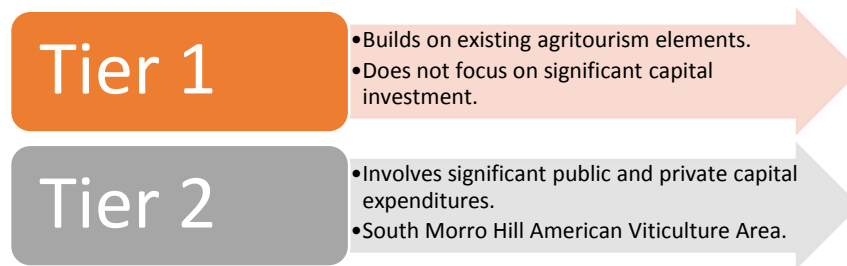 Tier 1
•Builds on existing agritourism elements.
•Does not focus on significant capital
investment.
Tier 2
•Involves significant public and private capital
expenditures.
•South Morro Hill American Viticulture Area.